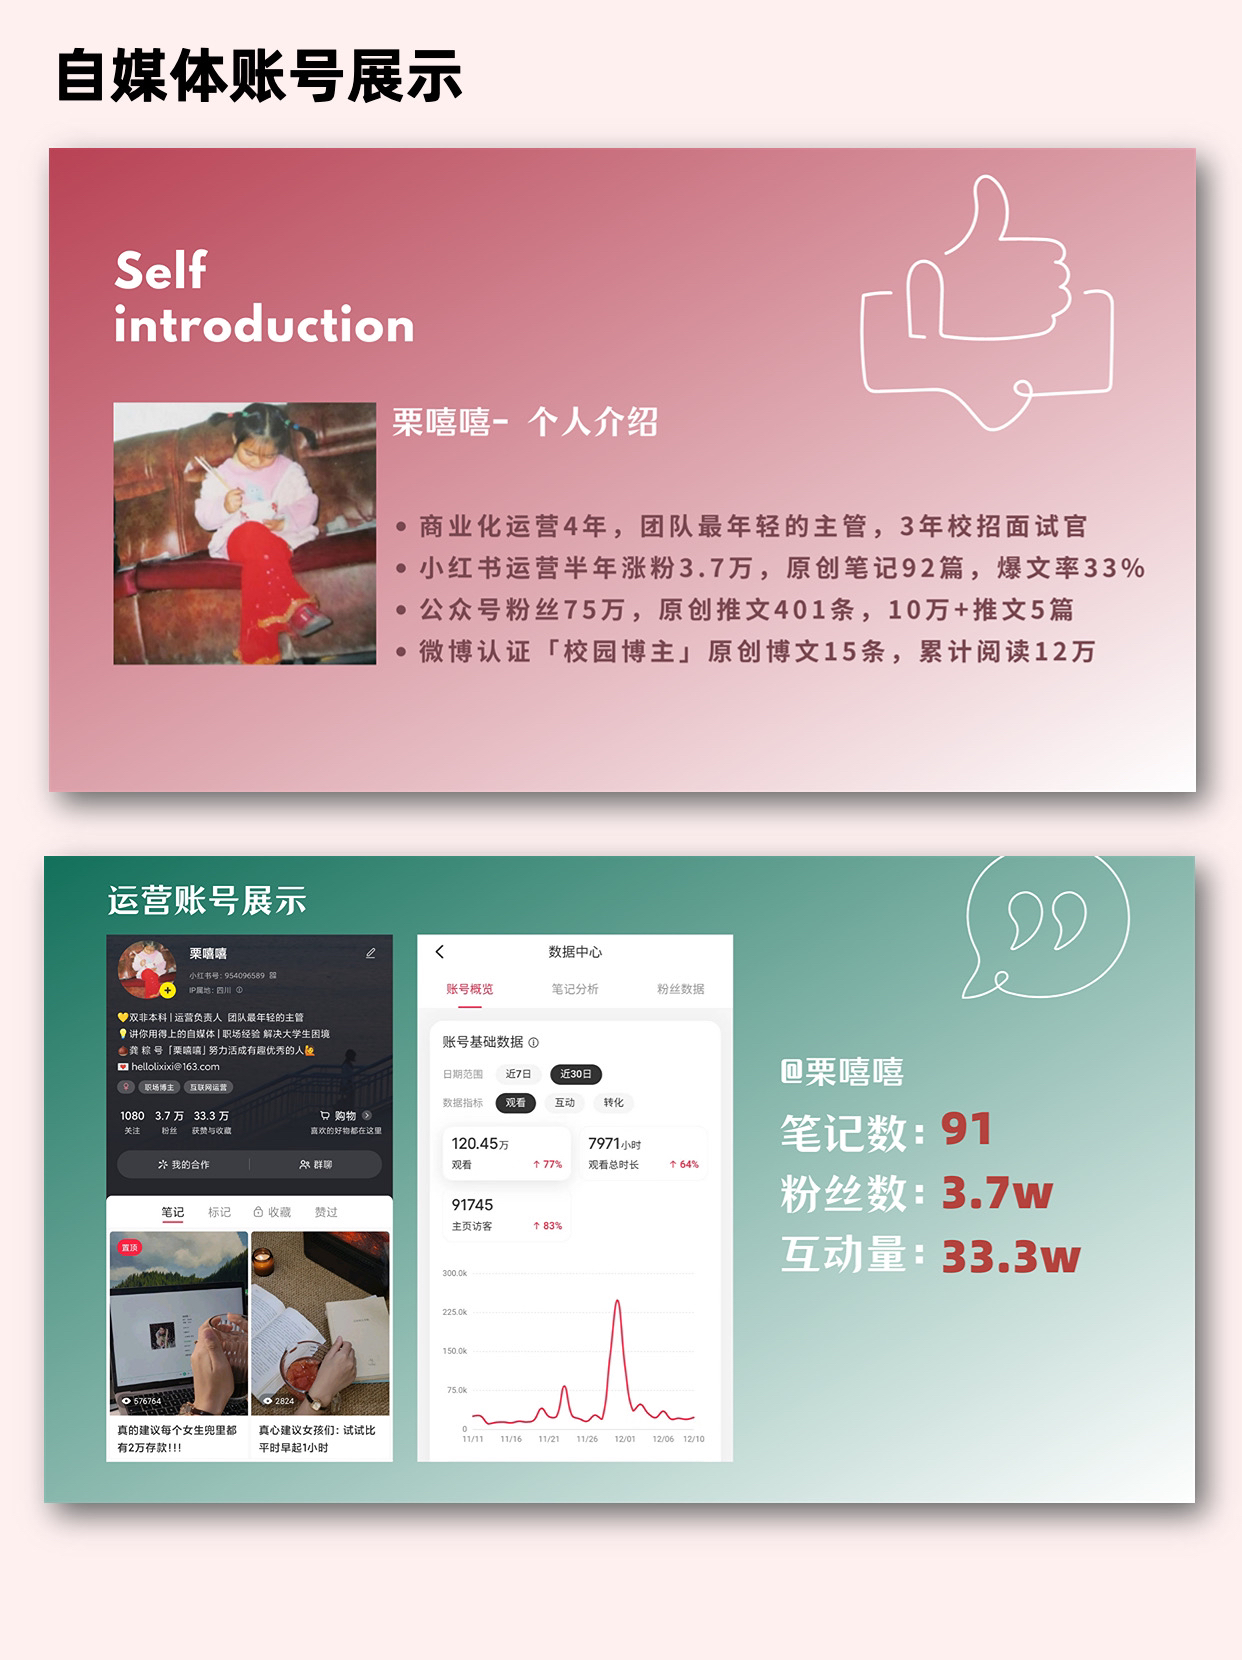 自媒体账号展示
Self
introduction
栗嘻嘻- 个人介绍
• 商业化运营4年，团队最年轻的主管，3年校招面试官
• 小红书运营半年涨粉3.7万，原创笔记92篇，爆文率33%
• 公众号粉丝75万，原创推文401条，10万+推文5篇
• 微博认证「校园博主」原创博文15条，累计阅读12万
运营账号展示
栗嘻嘻
小红书号：954096589
IP属地：四川
💛双非本科 | 运营负责人 团队最年轻的主管
💡讲你用得上的自媒体 | 职场经验 解决大学生困境
🌰龚 粽 号「栗嘻嘻」努力活成有趣优秀的人🙋
💌 hellolixixi@163.com
职场博主 互联网运营
1080 3.7 万 33.3 万
关注 粉丝 获赞与收藏
购物
喜欢的好物都在这里
我的合作 群聊
笔记 标记 收藏 赞过
置顶
576764
2824
真的建议每个女生兜里都
有2万存款!!!
真心建议女孩们：试试比
平时早起1小时
数据中心
账号概览 笔记分析 粉丝数据
账号基础数据
日期范围 近7日 近30日
数据指标 观看 互动 转化
120.45万
观看 ↑ 77%
7971小时
观看总时长 ↑ 64%
91745
主页访客 ↑ 83%
300.0k
225.0k
150.0k
75.0k
0
11/11 11/16 11/21 11/26 12/01 12/06 12/10
@栗嘻嘻
笔记数：91
粉丝数：3.7w
互动量：33.3w